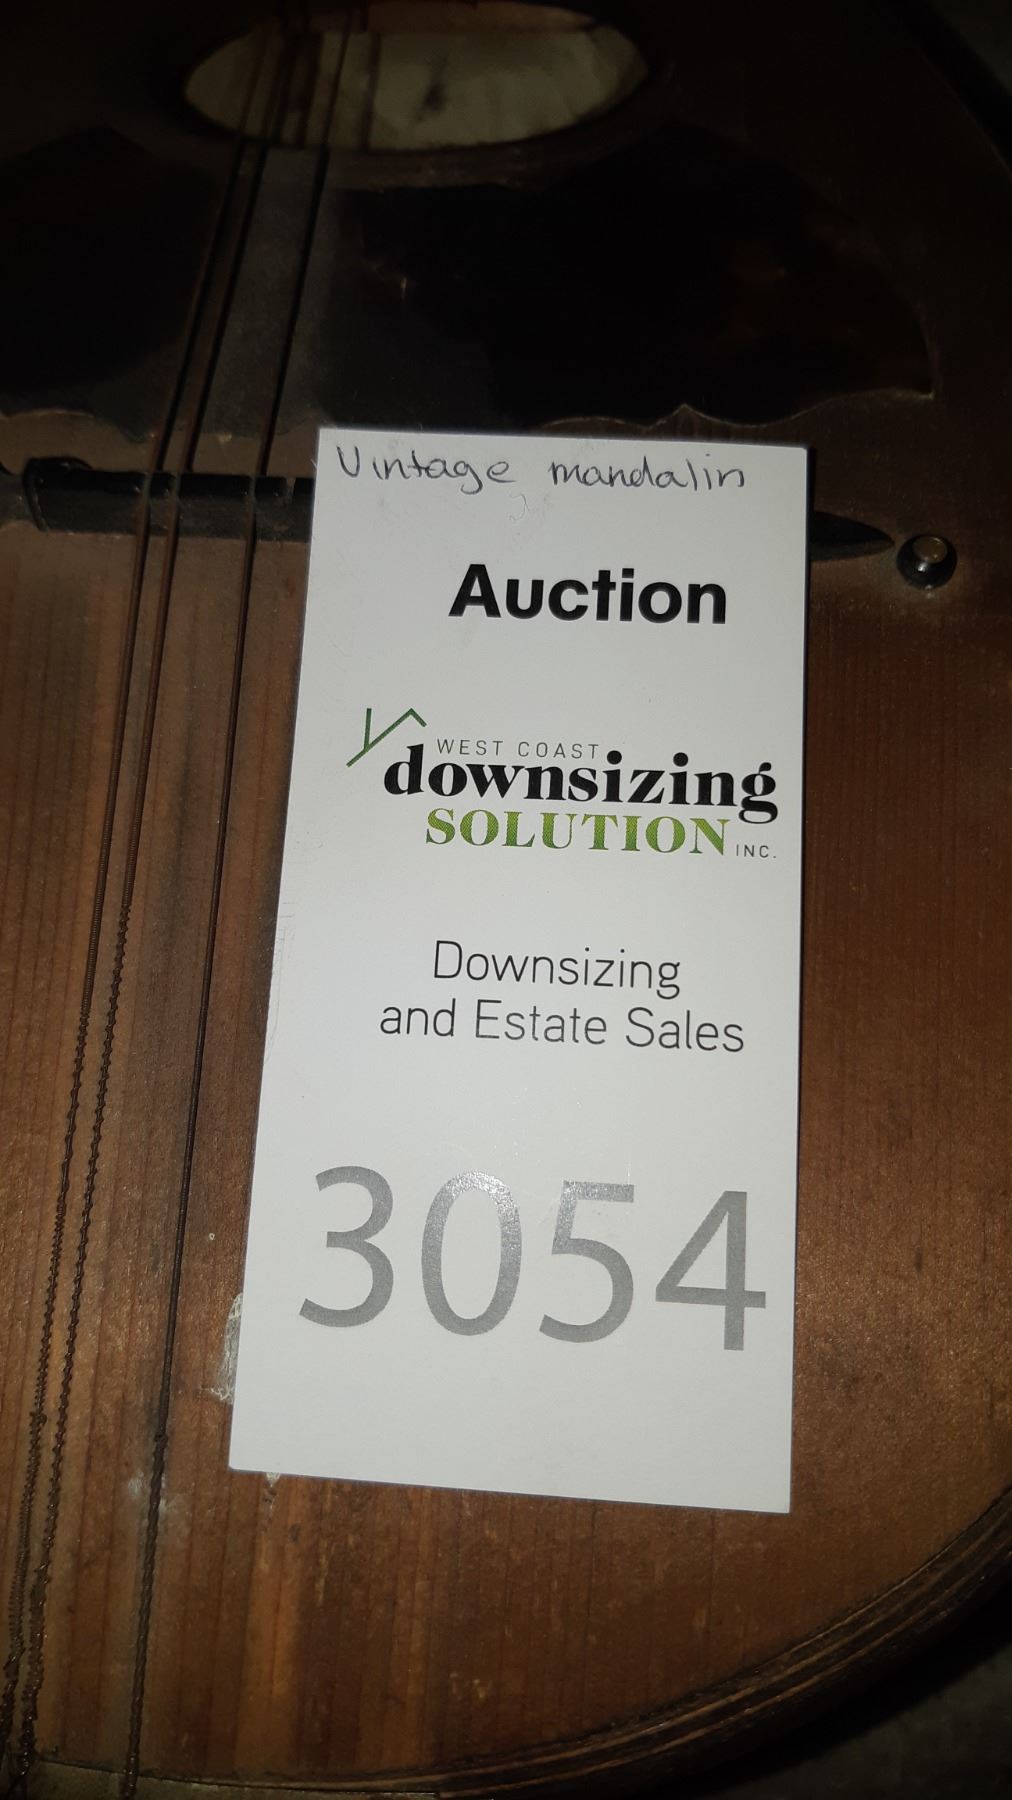 Vintage mandalin
Auction
WEST COAST
downsizing
SOLUTION INC.
Downsizing
and Estate Sales
3054